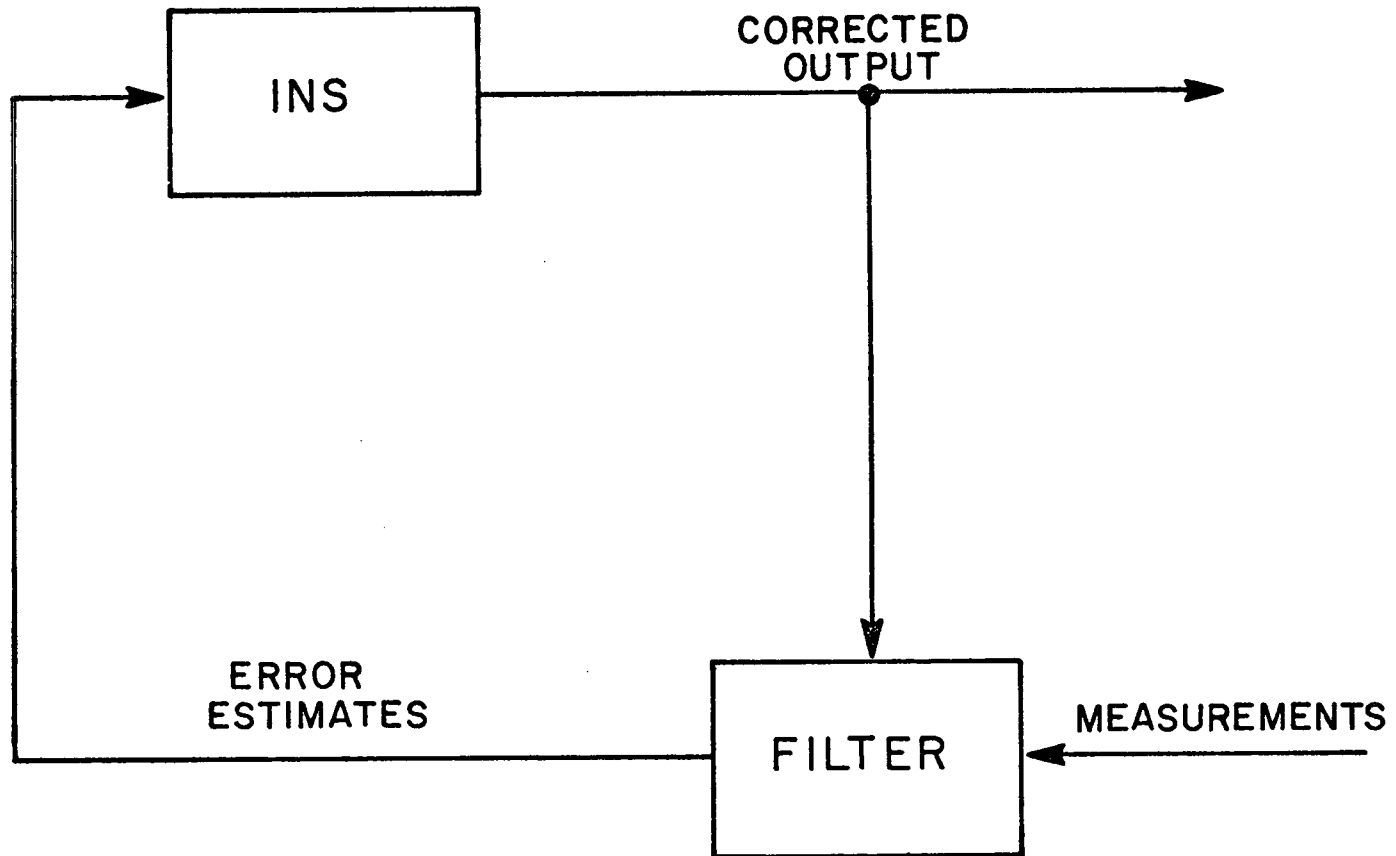 INS
CORRECTED
OUTPUT
ERROR
ESTIMATES
FILTER
MEASUREMENTS